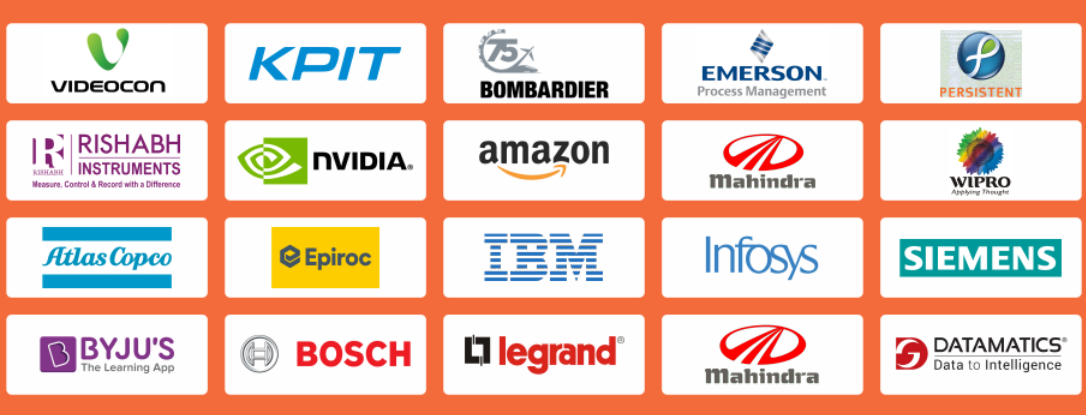 VIDEOCON
KPIT
75
BOMBARDIER
EMERSON
Process Management
PERSISTENT
R
RISHABH
RISHABH
INSTRUMENTS
Measure, Control & Record with a Difference
NVIDIA®
amazon
Mahindra
WIPRO
Applying Thought
Atlas Copco
Epiroc
IBM
Infosys
SIEMENS
B
BYJU'S
The Learning App
BOSCH
legrand®
Mahindra
DATAMATICS®
Data to Intelligence